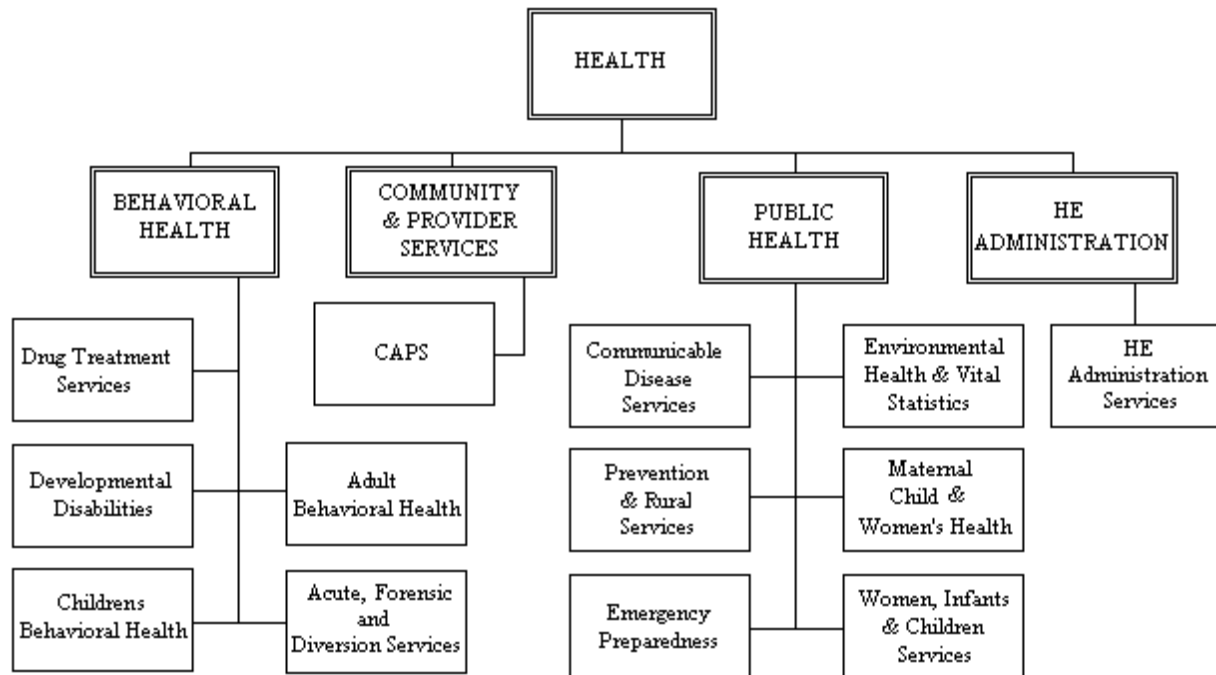 HEALTH
BEHAVIORAL
HEALTH
COMMUNITY
& PROVIDER
SERVICES
PUBLIC
HEALTH
HE
ADMINISTRATION
Drug Treatment
Services
CAPS
Communicable
Disease
Services
Environmental
Health & Vital
Statistics
HE
Administration
Services
Developmental
Disabilities
Adult
Behavioral Health
Prevention
& Rural
Services
Maternal
Child &
Women's Health
Childrens
Behavioral Health
Acute, Forensic
and
Diversion Services
Emergency
Preparedness
Women, Infants
& Children
Services